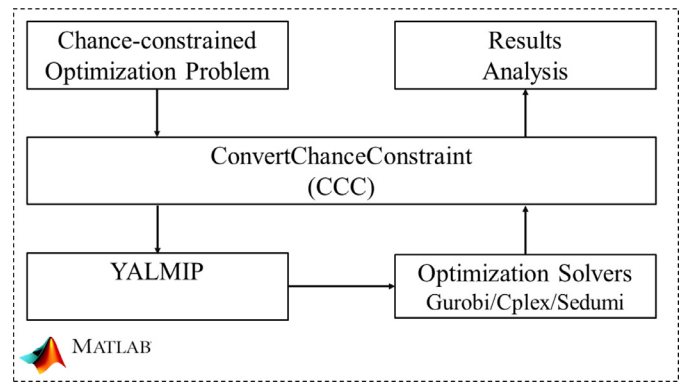 Chance-constrained
Optimization Problem
Results
Analysis
ConvertChanceConstraint
(CCC)
YALMIP
Optimization Solvers
Gurobi/Cplex/Sedumi
MATLAB